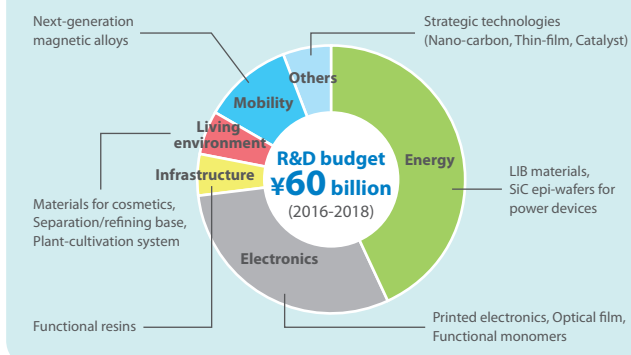 Next-generation
magnetic alloys
Strategic technologies
(Nano-carbon, Thin-film, Catalyst)
Others
Mobility
Living
environment
Infrastructure
R&D budget
¥60 billion
(2016-2018)
Energy
LIB materials,
SiC epi-wafers for
power devices
Materials for cosmetics,
Separation/refining base,
Plant-cultivation system
Electronics
Functional resins
Printed electronics, Optical film,
Functional monomers